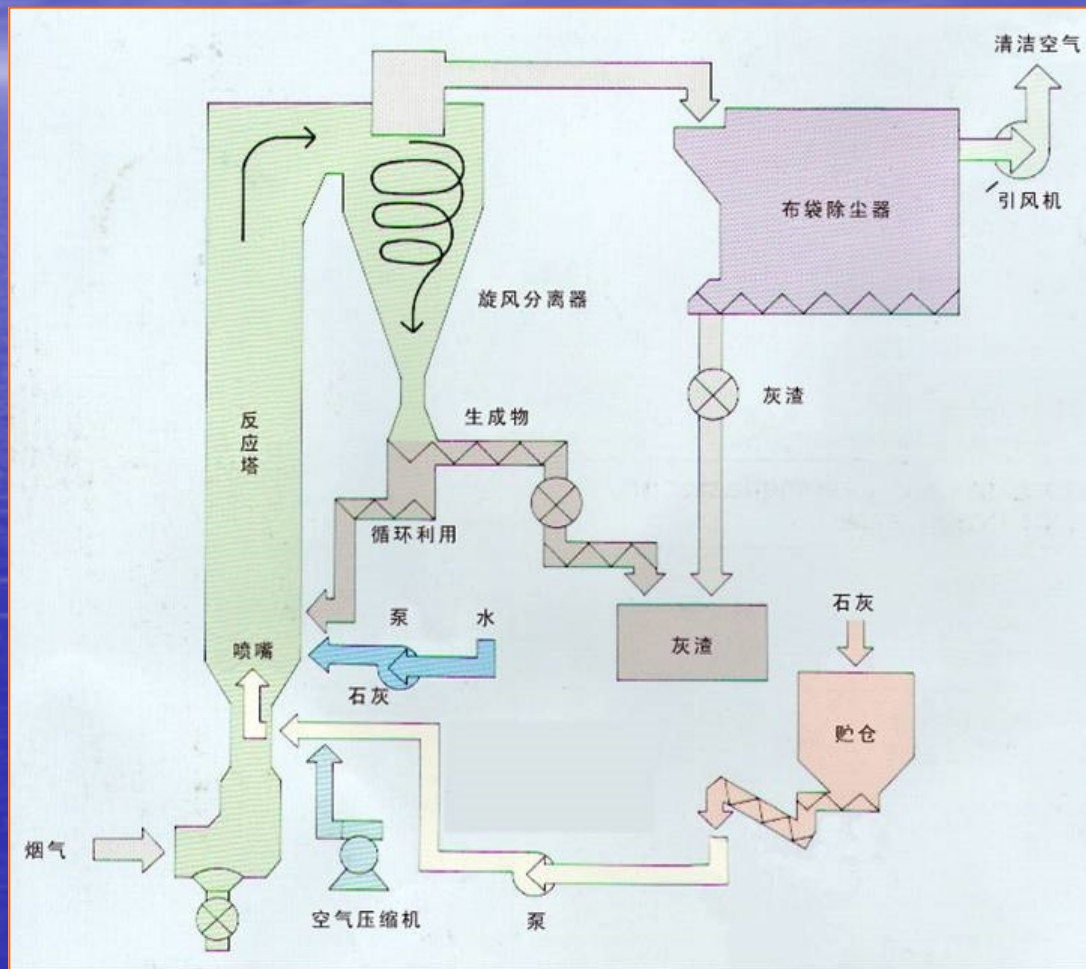 清洁空气
引风机
布袋除尘器
旋风分离器
灰渣
生成物
反应塔
循环利用
泵
水
石灰
喷嘴
灰渣
石灰
贮仓
烟气
空气压缩机
泵